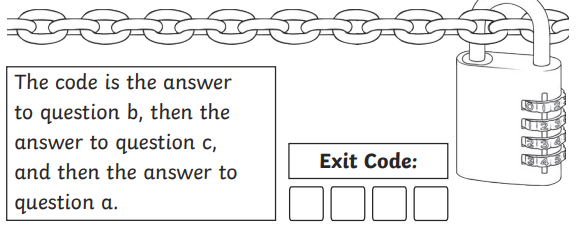 The code is the answer
to question b, then the
answer to question c,
and then the answer to
question a.
Exit Code: